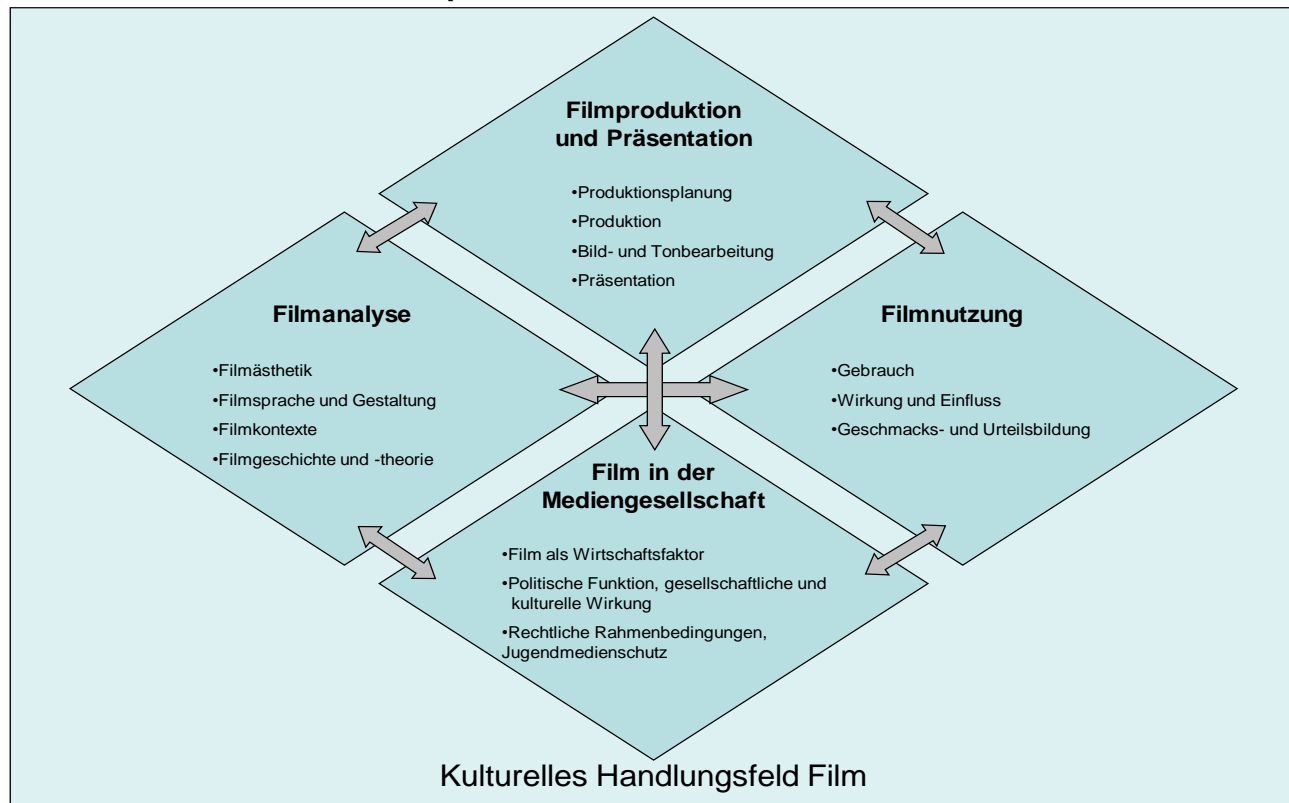 Filmproduktion
und Präsentation
•Produktionsplanung
•Produktion
•Bild- und Tonbearbeitung
•Präsentation
Filmanalyse
•Filmästhetik
•Filmsprache und Gestaltung
•Filmkontexte
•Filmgeschichte und -theorie
Filmnutzung
•Gebrauch
•Wirkung und Einfluss
•Geschmacks- und Urteilsbildung
Film in der
Mediengesellschaft
•Film als Wirtschaftsfaktor
•Politische Funktion, gesellschaftliche und
kulturelle Wirkung
•Rechtliche Rahmenbedingungen,
Jugendmedienschutz
Kulturelles Handlungsfeld Film